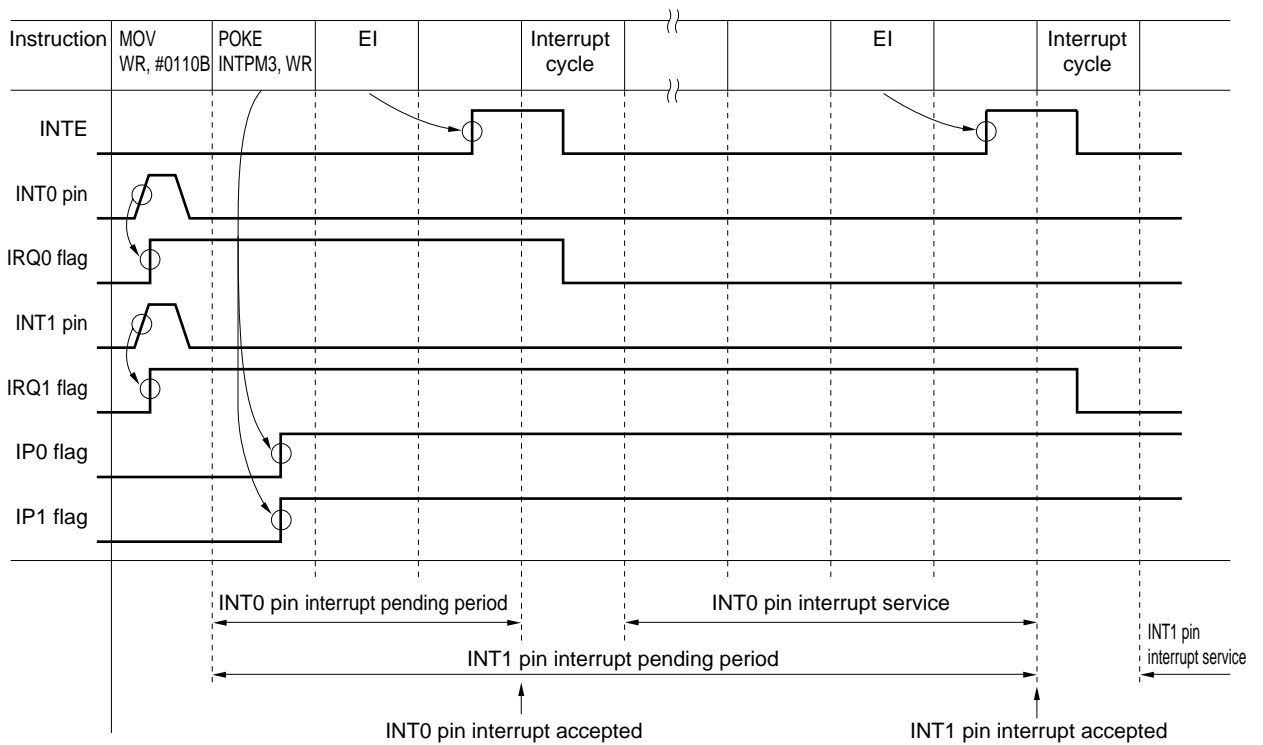 Instruction MOV POKE EI Interrupt EI Interrupt
WR, #0110B INTPM3, WR cycle cycle
INTE
INT0 pin
IRQ0 flag
INT1 pin
IRQ1 flag
IP0 flag
IP1 flag
INT0 pin interrupt pending period INT0 pin interrupt service
INT1 pin
interrupt service
INT1 pin interrupt pending period
INT0 pin interrupt accepted INT1 pin interrupt accepted